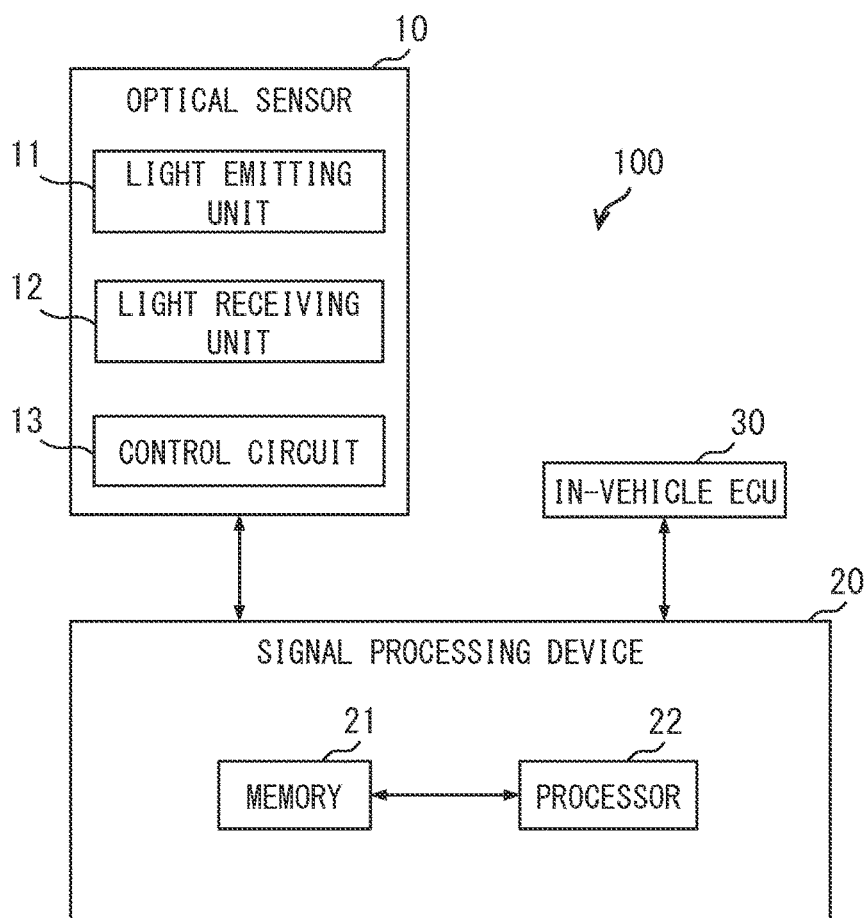 10
OPTICAL SENSOR
11
LIGHT EMITTING
UNIT
100
12
LIGHT RECEIVING
UNIT
13
CONTROL CIRCUIT
30
IN-VEHICLE ECU
20
SIGNAL PROCESSING DEVICE
21
22
MEMORY
PROCESSOR